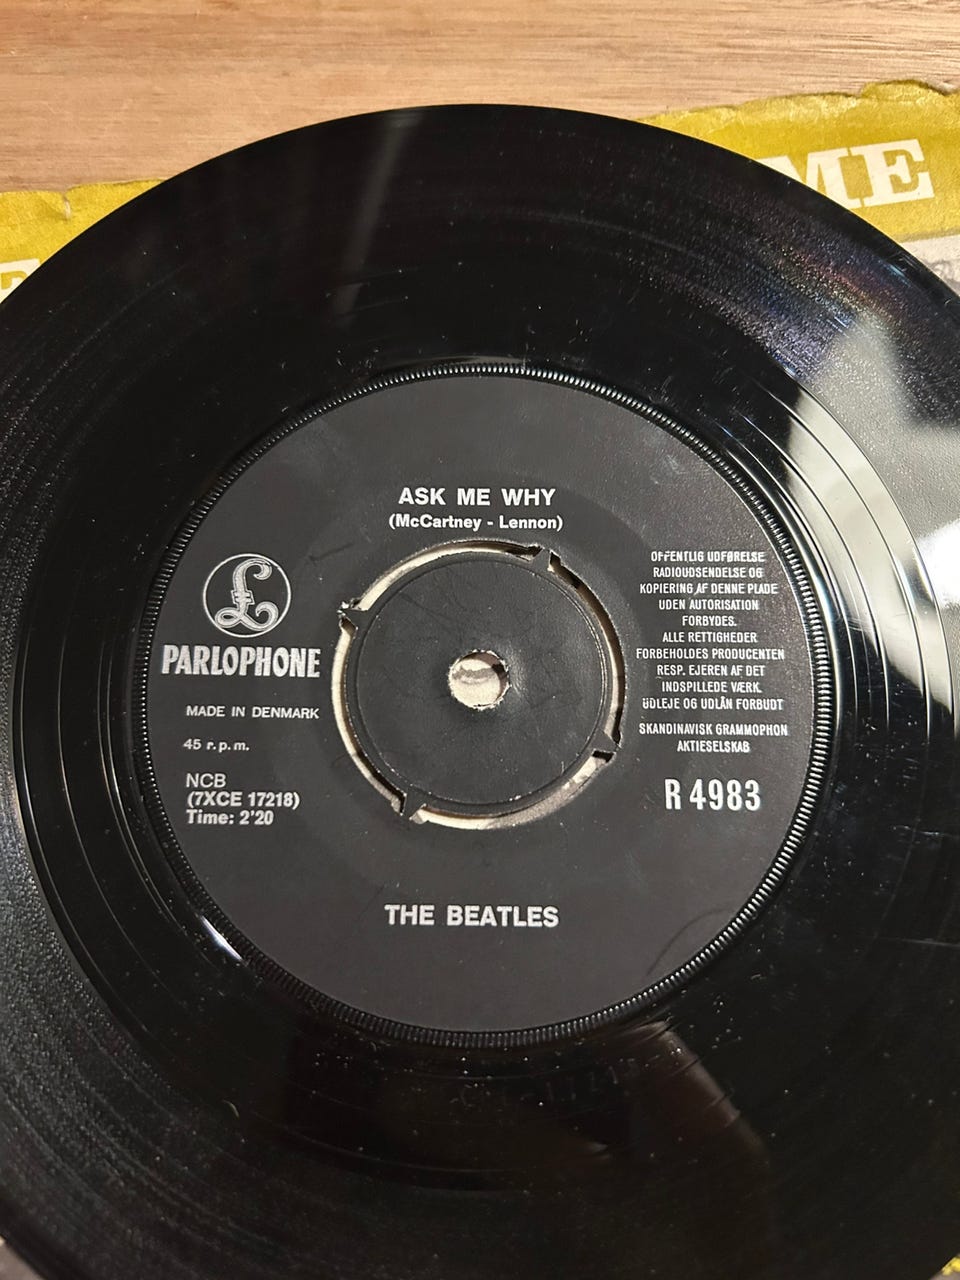 ME
ASK ME WHY
(McCartney - Lennon)
£
PARLOPHONE
MADE IN DENMARK
45 r.p.m.
NCB
(7XCE 17218)
Time: 2'20
OFFENTLIG UDFØRELSE
RADIOUDSENDELSE OG
KOPIERING AF DENNE PLADE
UDEN AUTORISATION
FORBYDES.
ALLE RETTIGHEDER
FORBEHOLDES PRODUCENTEN
RESP. EJEREN AF DET
INDSPILLEDE VÆRK.
UDLEJE OG UDLÅN FORBUDT
SKANDINAVISK GRAMMOPHON
AKTIESELSKAB
R 4983
THE BEATLES